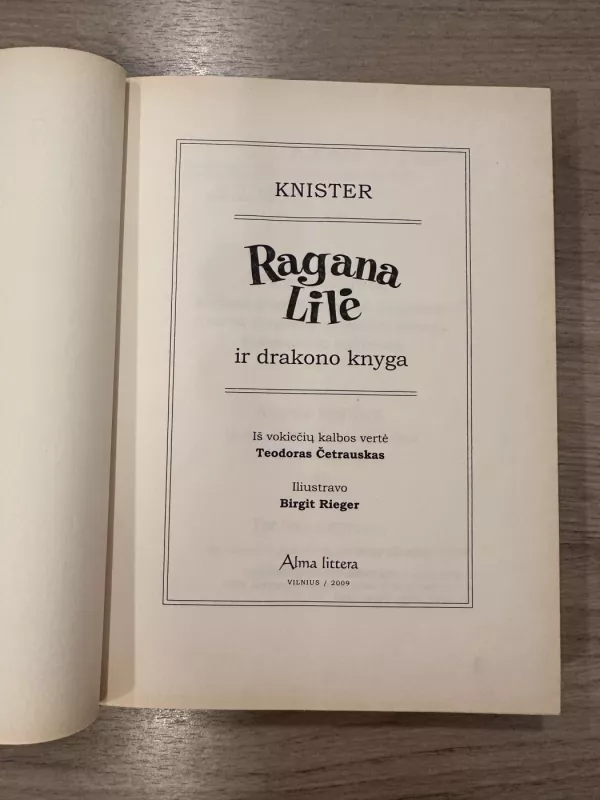 KNISTER
Ragana
Lilė
ir drakono knyga
Iš vokiečių kalbos vertė
Teodoras Četrauskas
Iliustravo
Birgit Rieger
Alma littera
VILNIUS / 2009